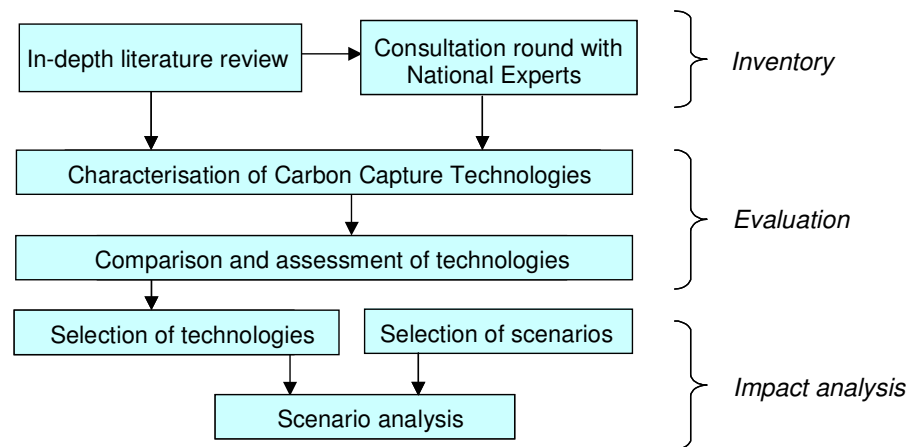 In-depth literature review
Consultation round with
National Experts
Inventory
Characterisation of Carbon Capture Technologies
Evaluation
Comparison and assessment of technologies
Selection of technologies
Selection of scenarios
Impact analysis
Scenario analysis